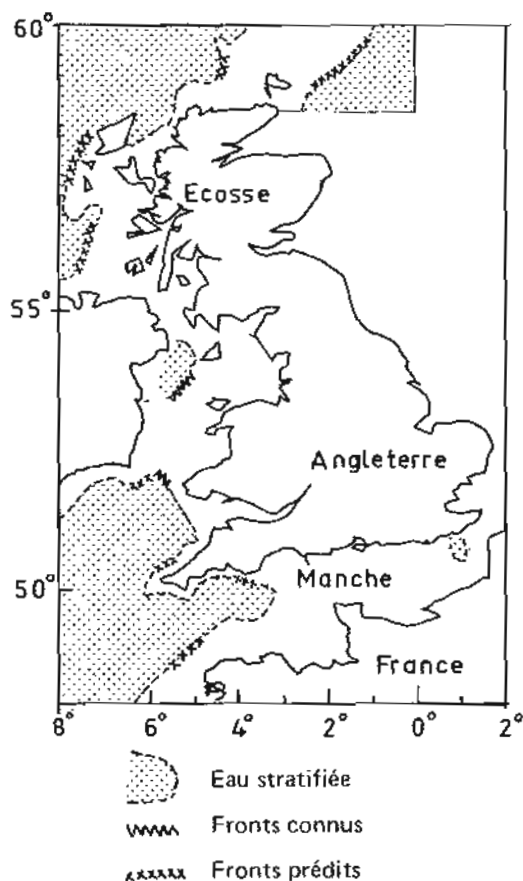 60°
Ecosse
55°
Angleterre
50°
Manche
France
8° 6° 4° 2° 0° 2°
Eau stratifiée
Fronts connus
Fronts prédits